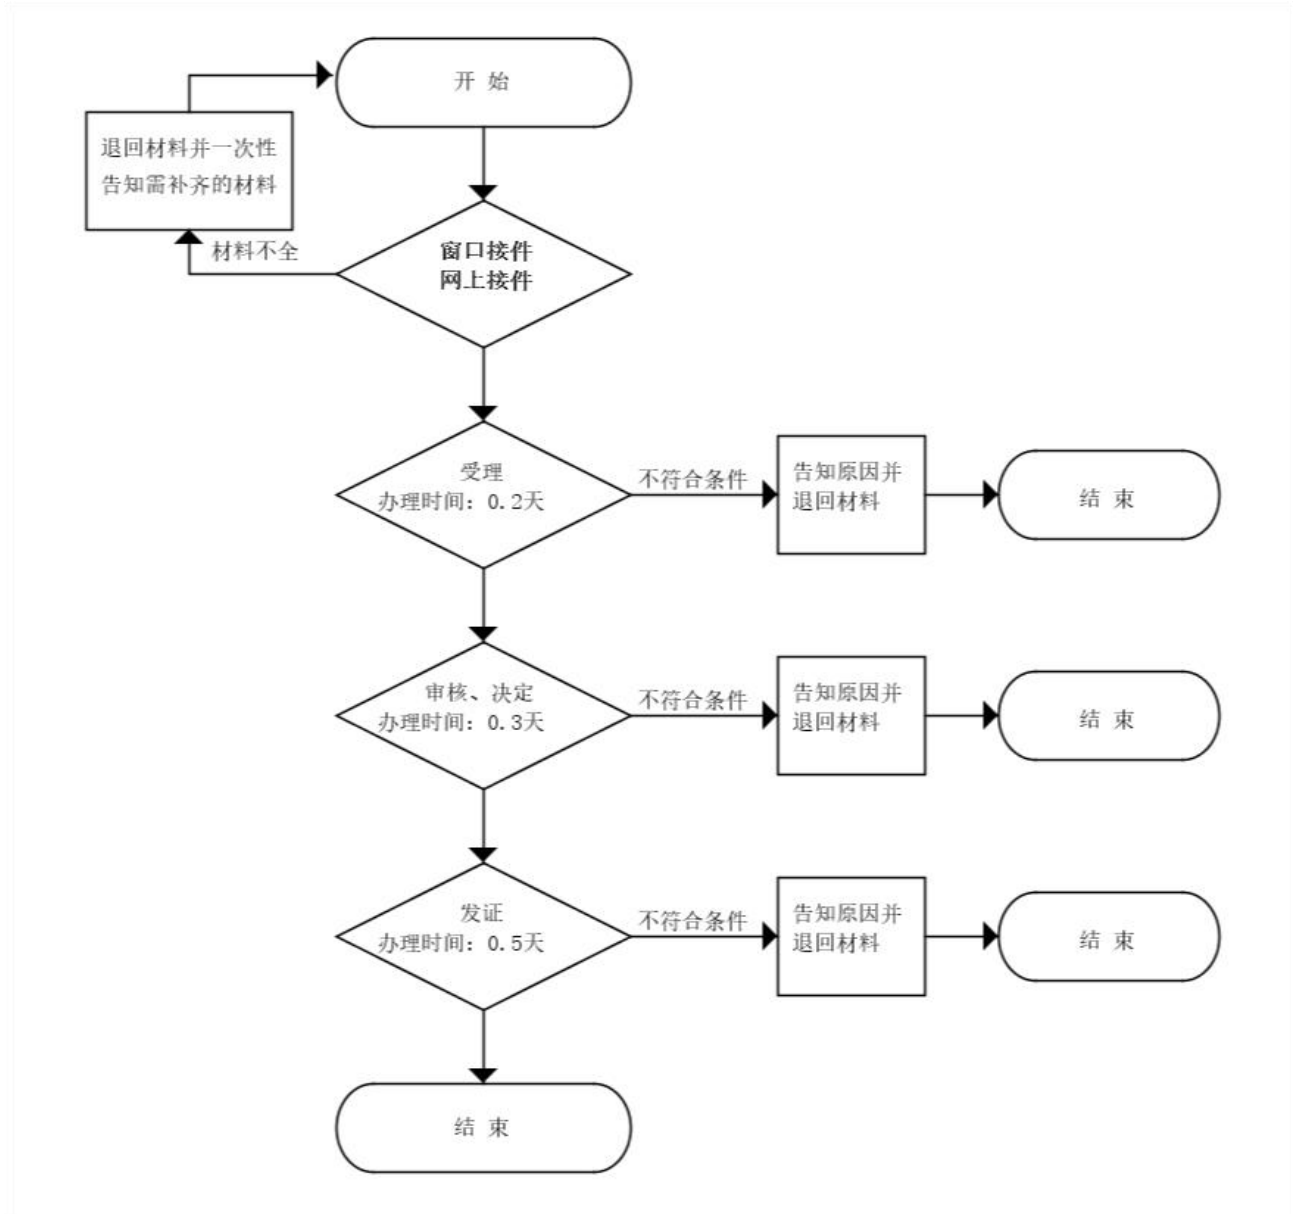 开 始
退回材料并一次性
告知需补齐的材料
材料不全
窗口接件
网上接件
受理
办理时间：0.2天
不符合条件
告知原因并
退回材料
结 束
审核、决定
办理时间：0.3天
不符合条件
告知原因并
退回材料
结 束
发证
办理时间：0.5天
不符合条件
告知原因并
退回材料
结 束
结 束